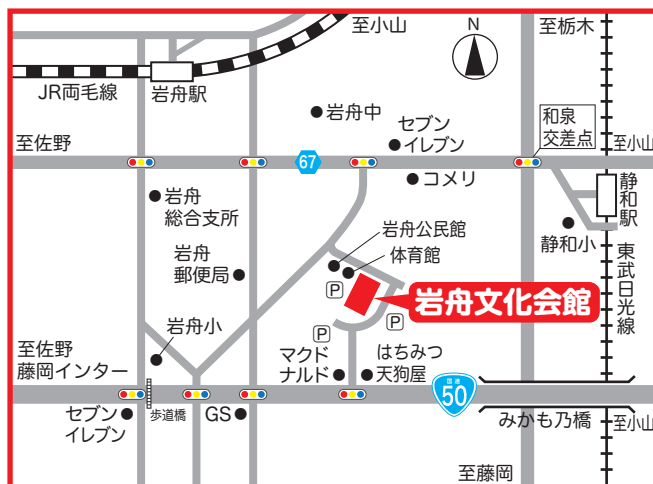 至小山
N
至栃木
JR両毛線
岩舟駅
岩舟中
セブン
イレブン
和泉
交差点
至佐野
至小山
67
コメリ
静和駅
岩舟
総合支所
岩舟公民館
体育館
静和小
岩舟
郵便局
P
岩舟文化会館
東武日光線
P
P
岩舟小
至佐野
藤岡インター
マクド
ナルド
はちみつ
天狗屋
国道
50
セブン
イレブン
歩道橋
GS
みかも乃橋
至小山
至藤岡